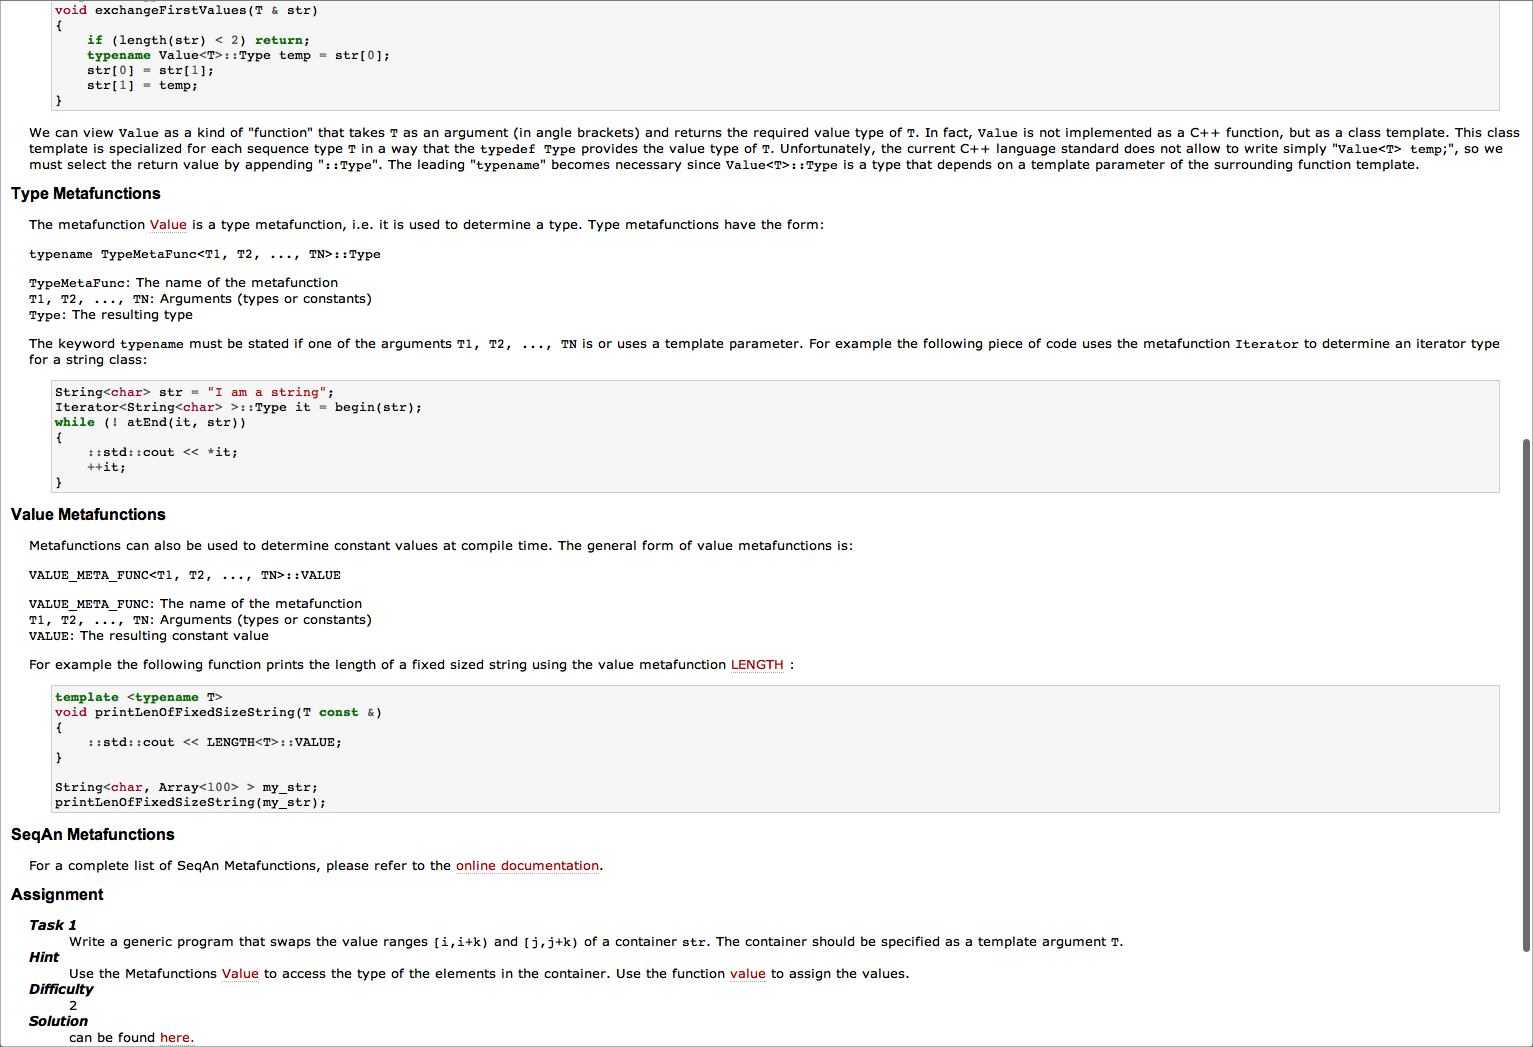 void exchangeFirstValues(T & str)
{
    if (length(str) < 2) return;
    typename Value<T>::Type temp = str[0];
    str[0] = str[1];
    str[1] = temp;
}
We can view Value as a kind of "function" that takes T as an argument (in angle brackets) and returns the required value type of T. In fact, Value is not implemented as a C++ function, but as a class template. This class
template is specialized for each sequence type T in a way that the typedef Type provides the value type of T. Unfortunately, the current C++ language standard does not allow to write simply "Value<T> temp;", so we
must select the return value by appending "::Type". The leading "typename" becomes necessary since Value<T>::Type is a type that depends on a template parameter of the surrounding function template.
Type Metafunctions
The metafunction Value is a type metafunction, i.e. it is used to determine a type. Type metafunctions have the form:
typename TypeMetaFunc<T1, T2, ..., TN>::Type
TypeMetaFunc: The name of the metafunction
T1, T2, ..., TN: Arguments (types or constants)
Type: The resulting type
The keyword typename must be stated if one of the arguments T1, T2, ..., TN is or uses a template parameter. For example the following piece of code uses the metafunction Iterator to determine an iterator type
for a string class:
String<char> str = "I am a string";
Iterator<String<char> >::Type it = begin(str);
while (! atEnd(it, str))
{
    ::std::cout << *it;
    ++it;
}
Value Metafunctions
Metafunctions can also be used to determine constant values at compile time. The general form of value metafunctions is:
VALUE_META_FUNC<T1, T2, ..., TN>::VALUE
VALUE_META_FUNC: The name of the metafunction
T1, T2, ..., TN: Arguments (types or constants)
VALUE: The resulting constant value
For example the following function prints the length of a fixed sized string using the value metafunction LENGTH :
template <typename T>
void printLenOfFixedSizeString(T const &)
{
    ::std::cout << LENGTH<T>::VALUE;
}
String<char, Array<100> > my_str;
printLenOfFixedSizeString(my_str);
SeqAn Metafunctions
For a complete list of SeqAn Metafunctions, please refer to the online documentation.
Assignment
Task 1
Write a generic program that swaps the value ranges [i,i+k) and [j,j+k) of a container str. The container should be specified as a template argument T.
Hint
Use the Metafunctions Value to access the type of the elements in the container. Use the function value to assign the values.
Difficulty
2
Solution
can be found here.